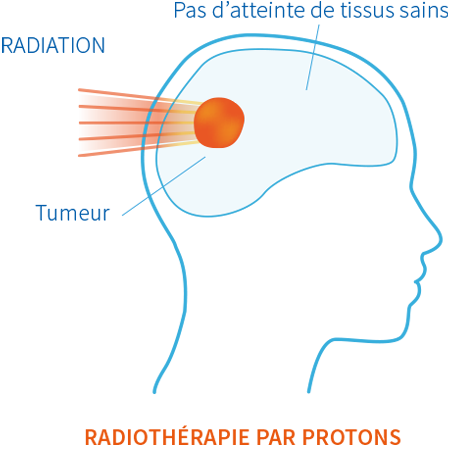 Pas d’atteinte de tissus sains
RADIATION
Tumeur
RADIOTHÉRAPIE PAR PROTONS